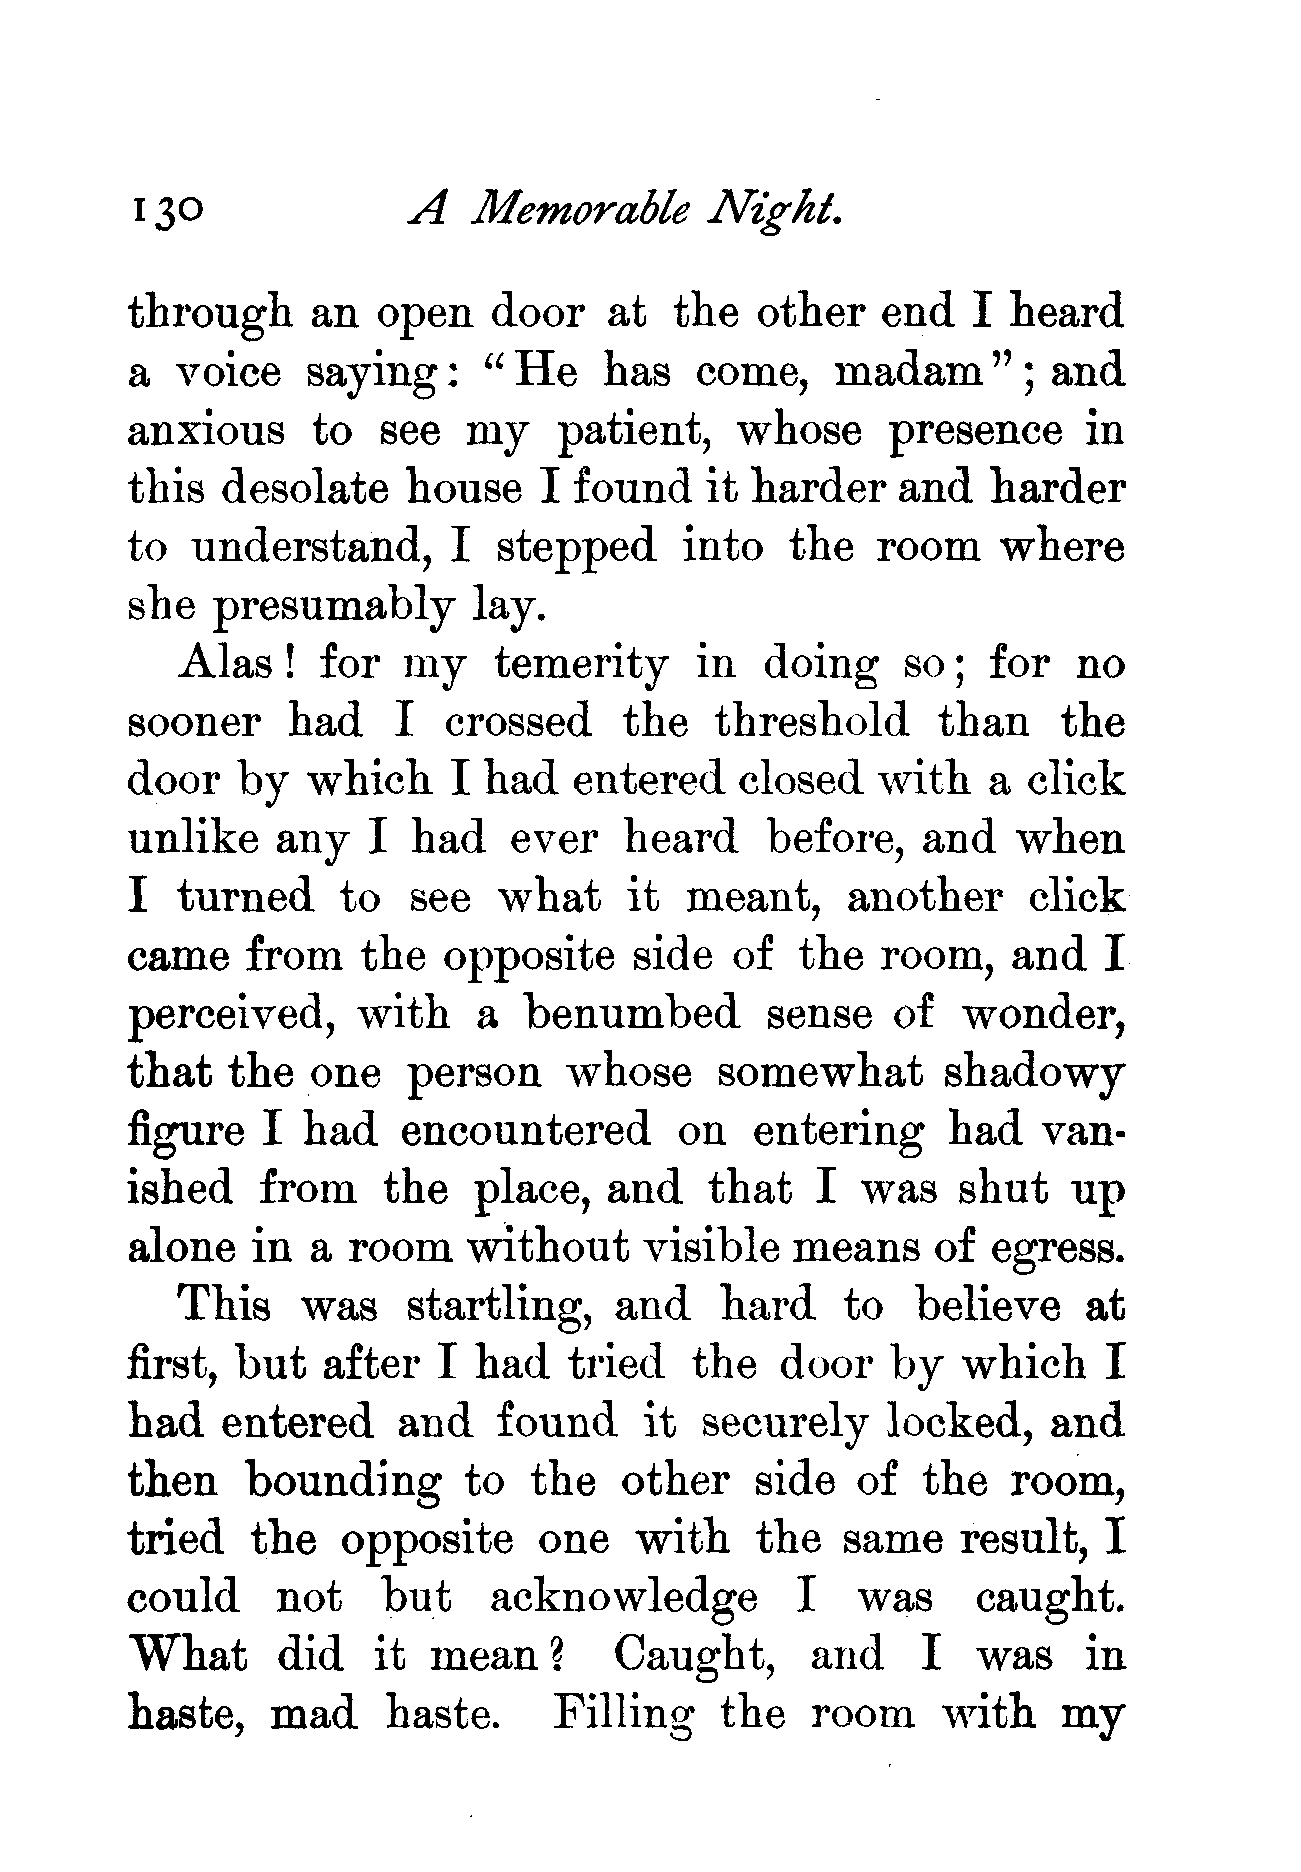 130 A Memorable Night.
through an open door at the other end I heard
a voice saying: “He has come, madam”; and
anxious to see my patient, whose presence in
this desolate house I found it harder and harder
to understand, I stepped into the room where
she presumably lay.
Alas! for my temerity in doing so; for no
sooner had I crossed the threshold than the
door by which I had entered closed with a click
unlike any I had ever heard before, and when
I turned to see what it meant, another click
came from the opposite side of the room, and I
perceived, with a benumbed sense of wonder,
that the one person whose somewhat shadowy
figure I had encountered on entering had van-
ished from the place, and that I was shut up
alone in a room without visible means of egress.
This was startling, and hard to believe at
first, but after I had tried the door by which I
had entered and found it securely locked, and
then bounding to the other side of the room,
tried the opposite one with the same result, I
could not but acknowledge I was caught.
What did it mean? Caught, and I was in
haste, mad haste. Filling the room with my